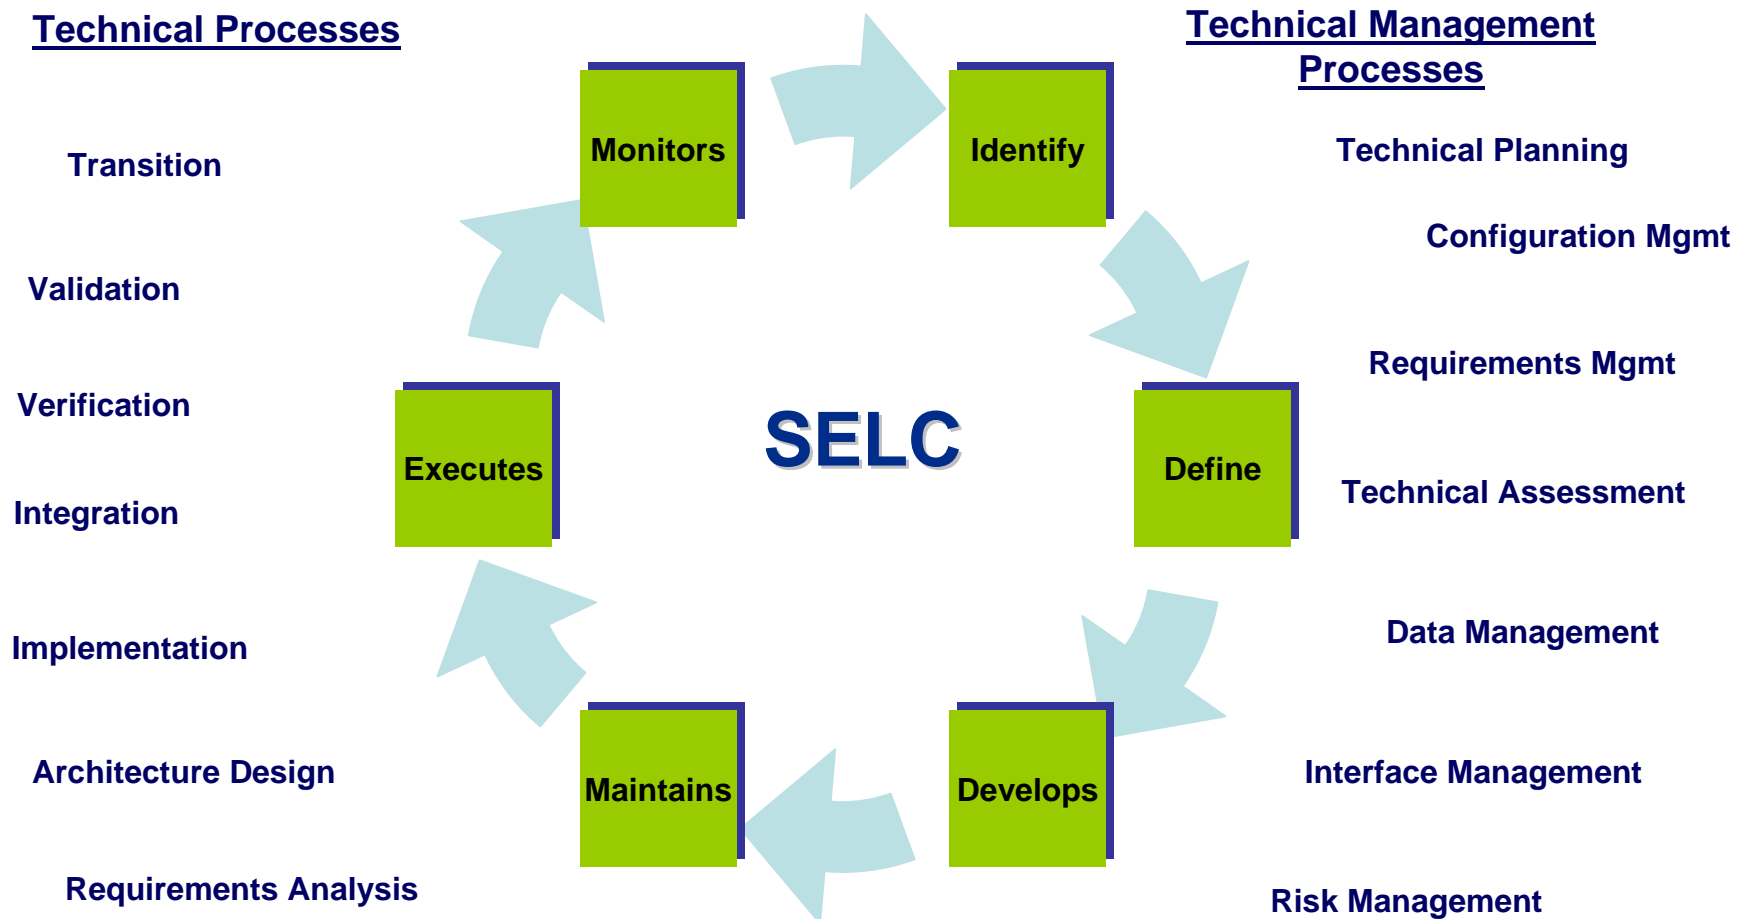 Technical Processes
Transition
Validation
Verification
Integration
Implementation
Architecture Design
Requirements Analysis
Monitors
Identify
Executes
SELC
Define
Maintains
Develops
Technical Management
Processes
Technical Planning
Configuration Mgmt
Requirements Mgmt
Technical Assessment
Data Management
Interface Management
Risk Management